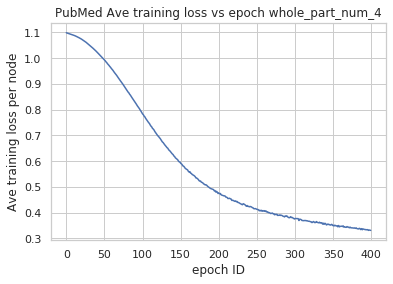 PubMed Ave training loss vs epoch whole_part_num_4
Ave training loss per node
1.1
1.0
0.9
0.8
0.7
0.6
0.5
0.4
0.3
0 50 100 150 200 250 300 350 400
epoch ID